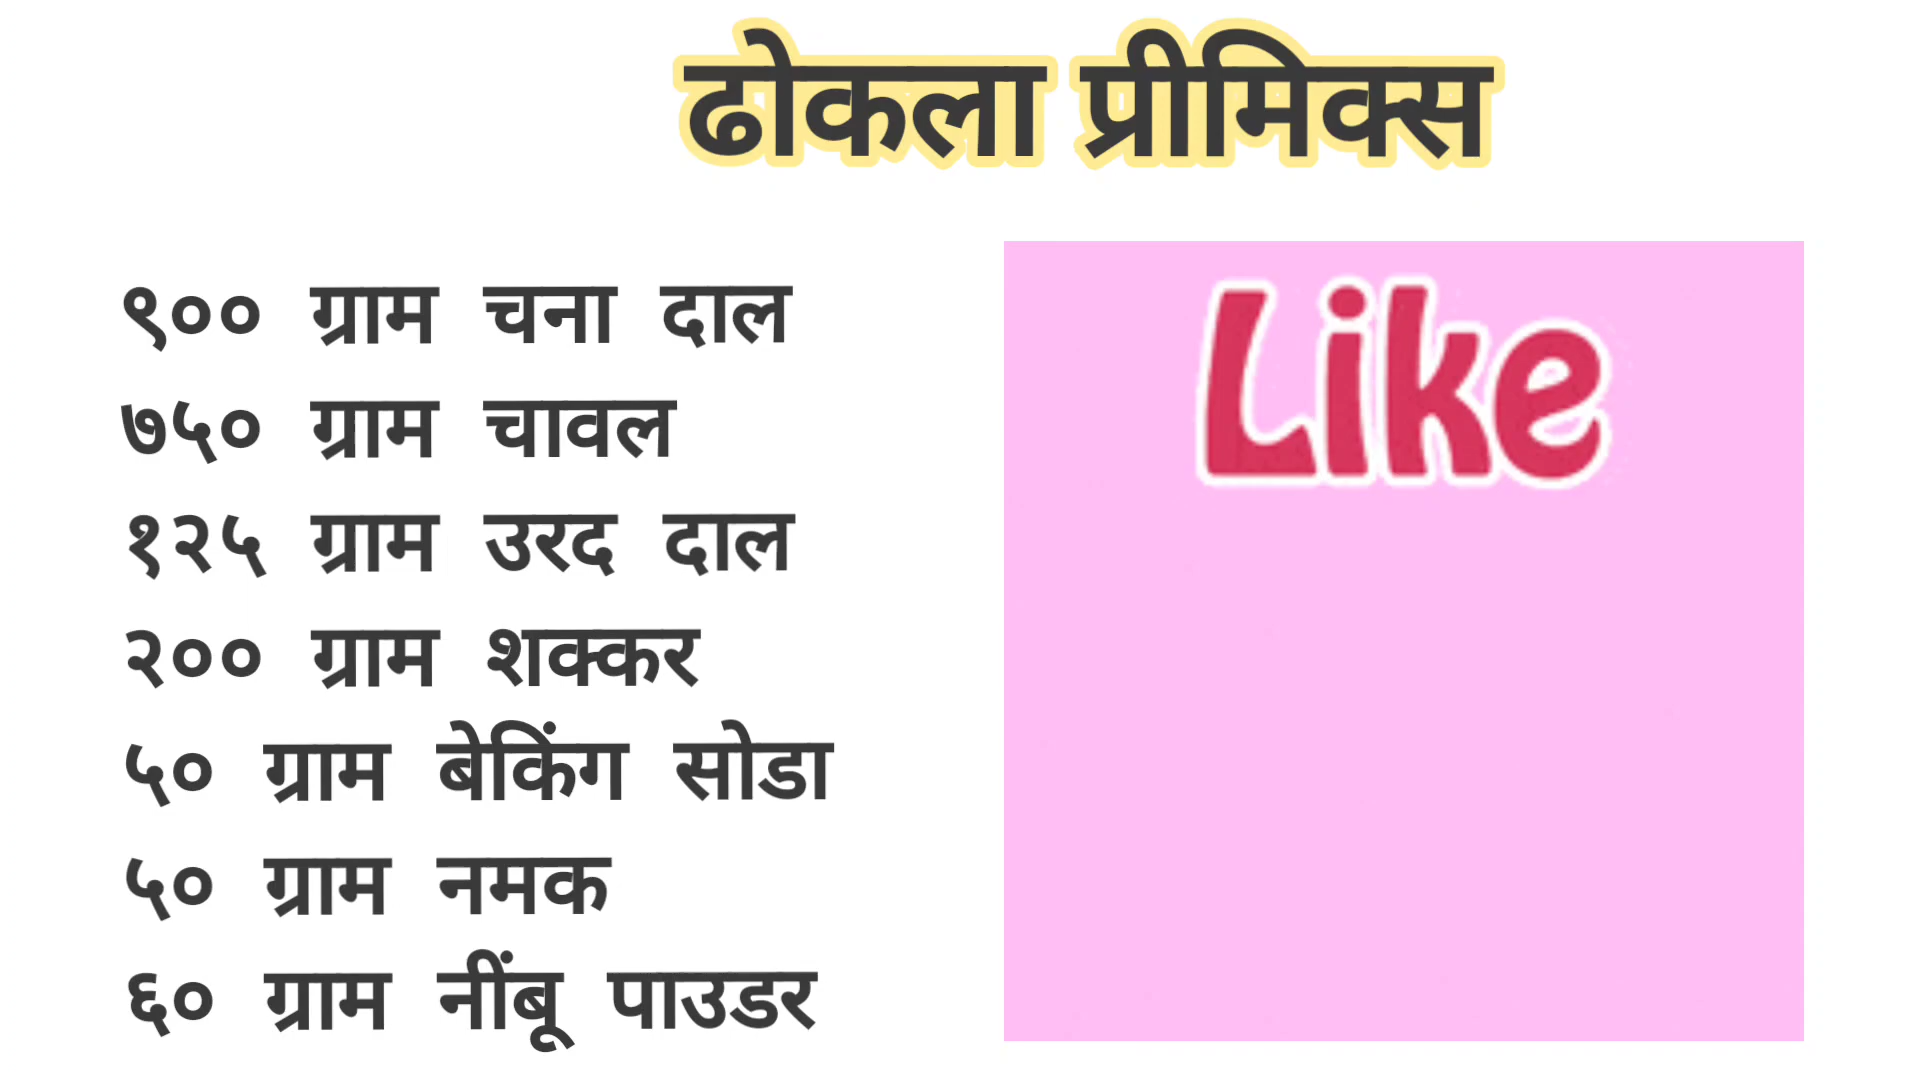 ढोकला प्रीमिक्स
९०० ग्राम चना दाल
७५० ग्राम चावल
१२५ ग्राम उरद दाल
२०० ग्राम शक्कर
५० ग्राम बेकिंग सोडा
५० ग्राम नमक
६० ग्राम नींबू पाउडर
Like